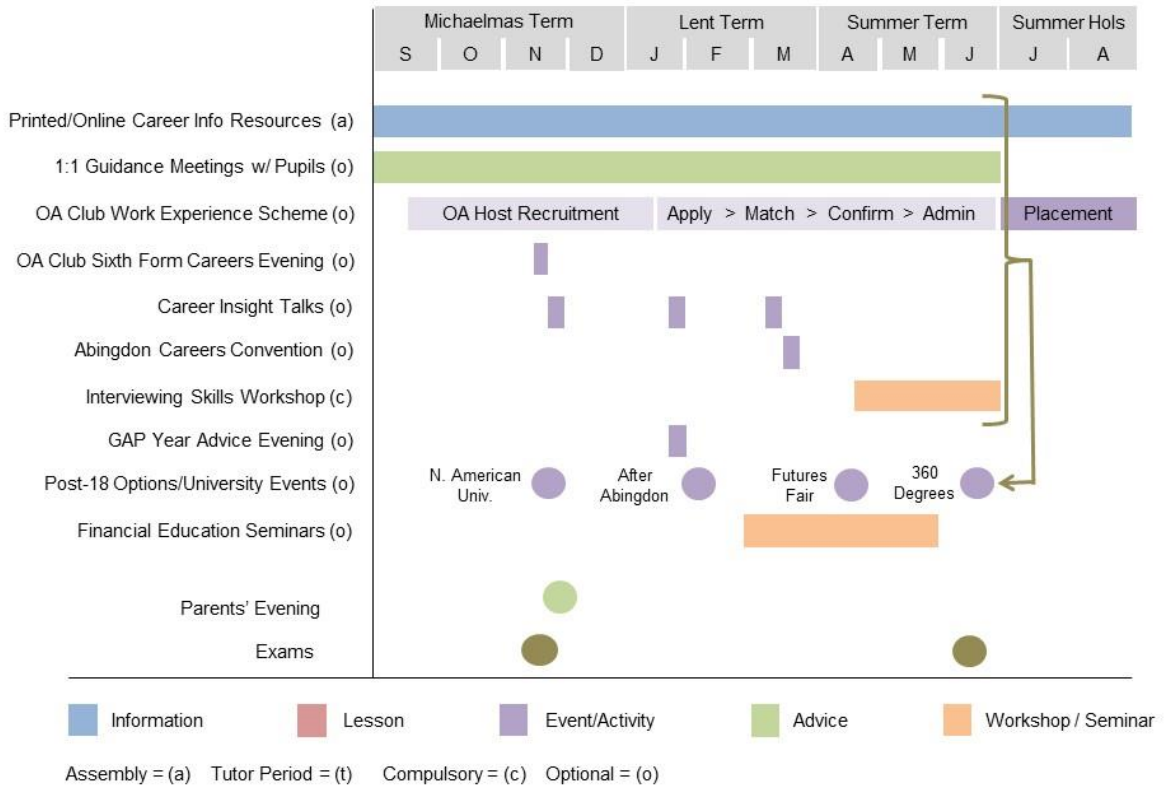 Michaelmas Term Lent Term Summer Term Summer Hols
S O N D J F M A M J J A
Printed/Online Career Info Resources (a)
1:1 Guidance Meetings w/ Pupils (o)
OA Club Work Experience Scheme (o) OA Host Recruitment Apply > Match > Confirm > Admin Placement
OA Club Sixth Form Careers Evening (o)
Career Insight Talks (o)
Abingdon Careers Convention (o)
Interviewing Skills Workshop (c)
GAP Year Advice Evening (o)
Post-18 Options/University Events (o)
N. American
Univ.
After
Abingdon
Futures
Fair
360
Degrees
Financial Education Seminars (o)
Parents' Evening
Exams
Information Lesson Event/Activity Advice Workshop / Seminar
Assembly = (a) Tutor Period = (t) Compulsory = (c) Optional = (o)